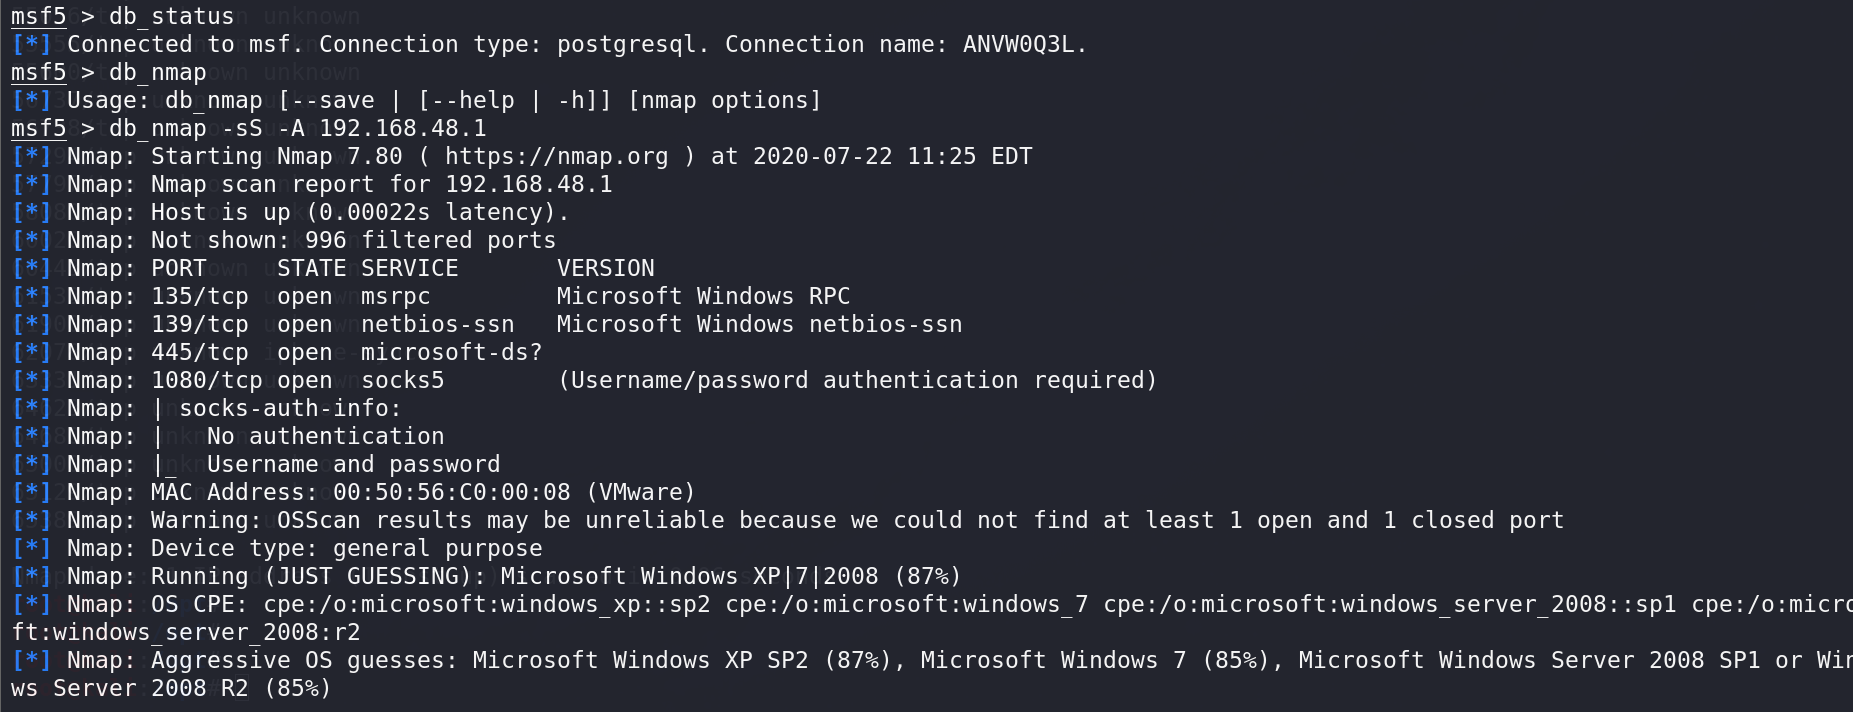 msf5 > db_status
[*] Connected to msf. Connection type: postgresql. Connection name: ANVW0Q3L.
msf5 > db_nmap
[*] Usage: db_nmap [--save | [--help | -h]] [nmap options]
msf5 > db_nmap -sS -A 192.168.48.1
[*] Nmap: Starting Nmap 7.80 ( https://nmap.org ) at 2020-07-22 11:25 EDT
[*] Nmap: Nmap scan report for 192.168.48.1
[*] Nmap: Host is up (0.00022s latency).
[*] Nmap: Not shown: 996 filtered ports
[*] Nmap: PORT     STATE SERVICE       VERSION
[*] Nmap: 135/tcp  open  msrpc         Microsoft Windows RPC
[*] Nmap: 139/tcp  open  netbios-ssn   Microsoft Windows netbios-ssn
[*] Nmap: 445/tcp  open  microsoft-ds?
[*] Nmap: 1080/tcp open  socks5        (Username/password authentication required)
[*] Nmap: | socks-auth-info:
[*] Nmap: |   No authentication
[*] Nmap: |_  Username and password
[*] Nmap: MAC Address: 00:50:56:C0:00:08 (VMware)
[*] Nmap: Warning: OSScan results may be unreliable because we could not find at least 1 open and 1 closed port
[*] Nmap: Device type: general purpose
[*] Nmap: Running (JUST GUESSING): Microsoft Windows XP|7|2008 (87%)
[*] Nmap: OS CPE: cpe:/o:microsoft:windows_xp::sp2 cpe:/o:microsoft:windows_7 cpe:/o:microsoft:windows_server_2008::sp1 cpe:/o:micro
ft:windows_server_2008:r2
[*] Nmap: Aggressive OS guesses: Microsoft Windows XP SP2 (87%), Microsoft Windows 7 (85%), Microsoft Windows Server 2008 SP1 or Win
ws Server 2008 R2 (85%)